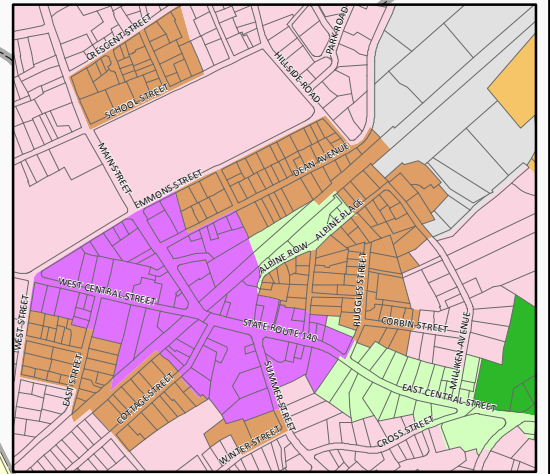 CRESCENT STREET
PARK ROAD
HILLSIDE ROAD
SCHOOL STREET
MAIN STREET
DEAN AVENUE
EMMONS STREET
ALPINE PLACE
ALPINE ROW
RUGGLES STREET
WEST CENTRAL STREET
WEST STREET
STATE ROUTE 140
CORBIN STREET
MILLIKEN AVENUE
EAST STREET
COTTAGE STREET
SUMMER STREET
EAST CENTRAL STREET
CROSS STREET
WINTER STREET